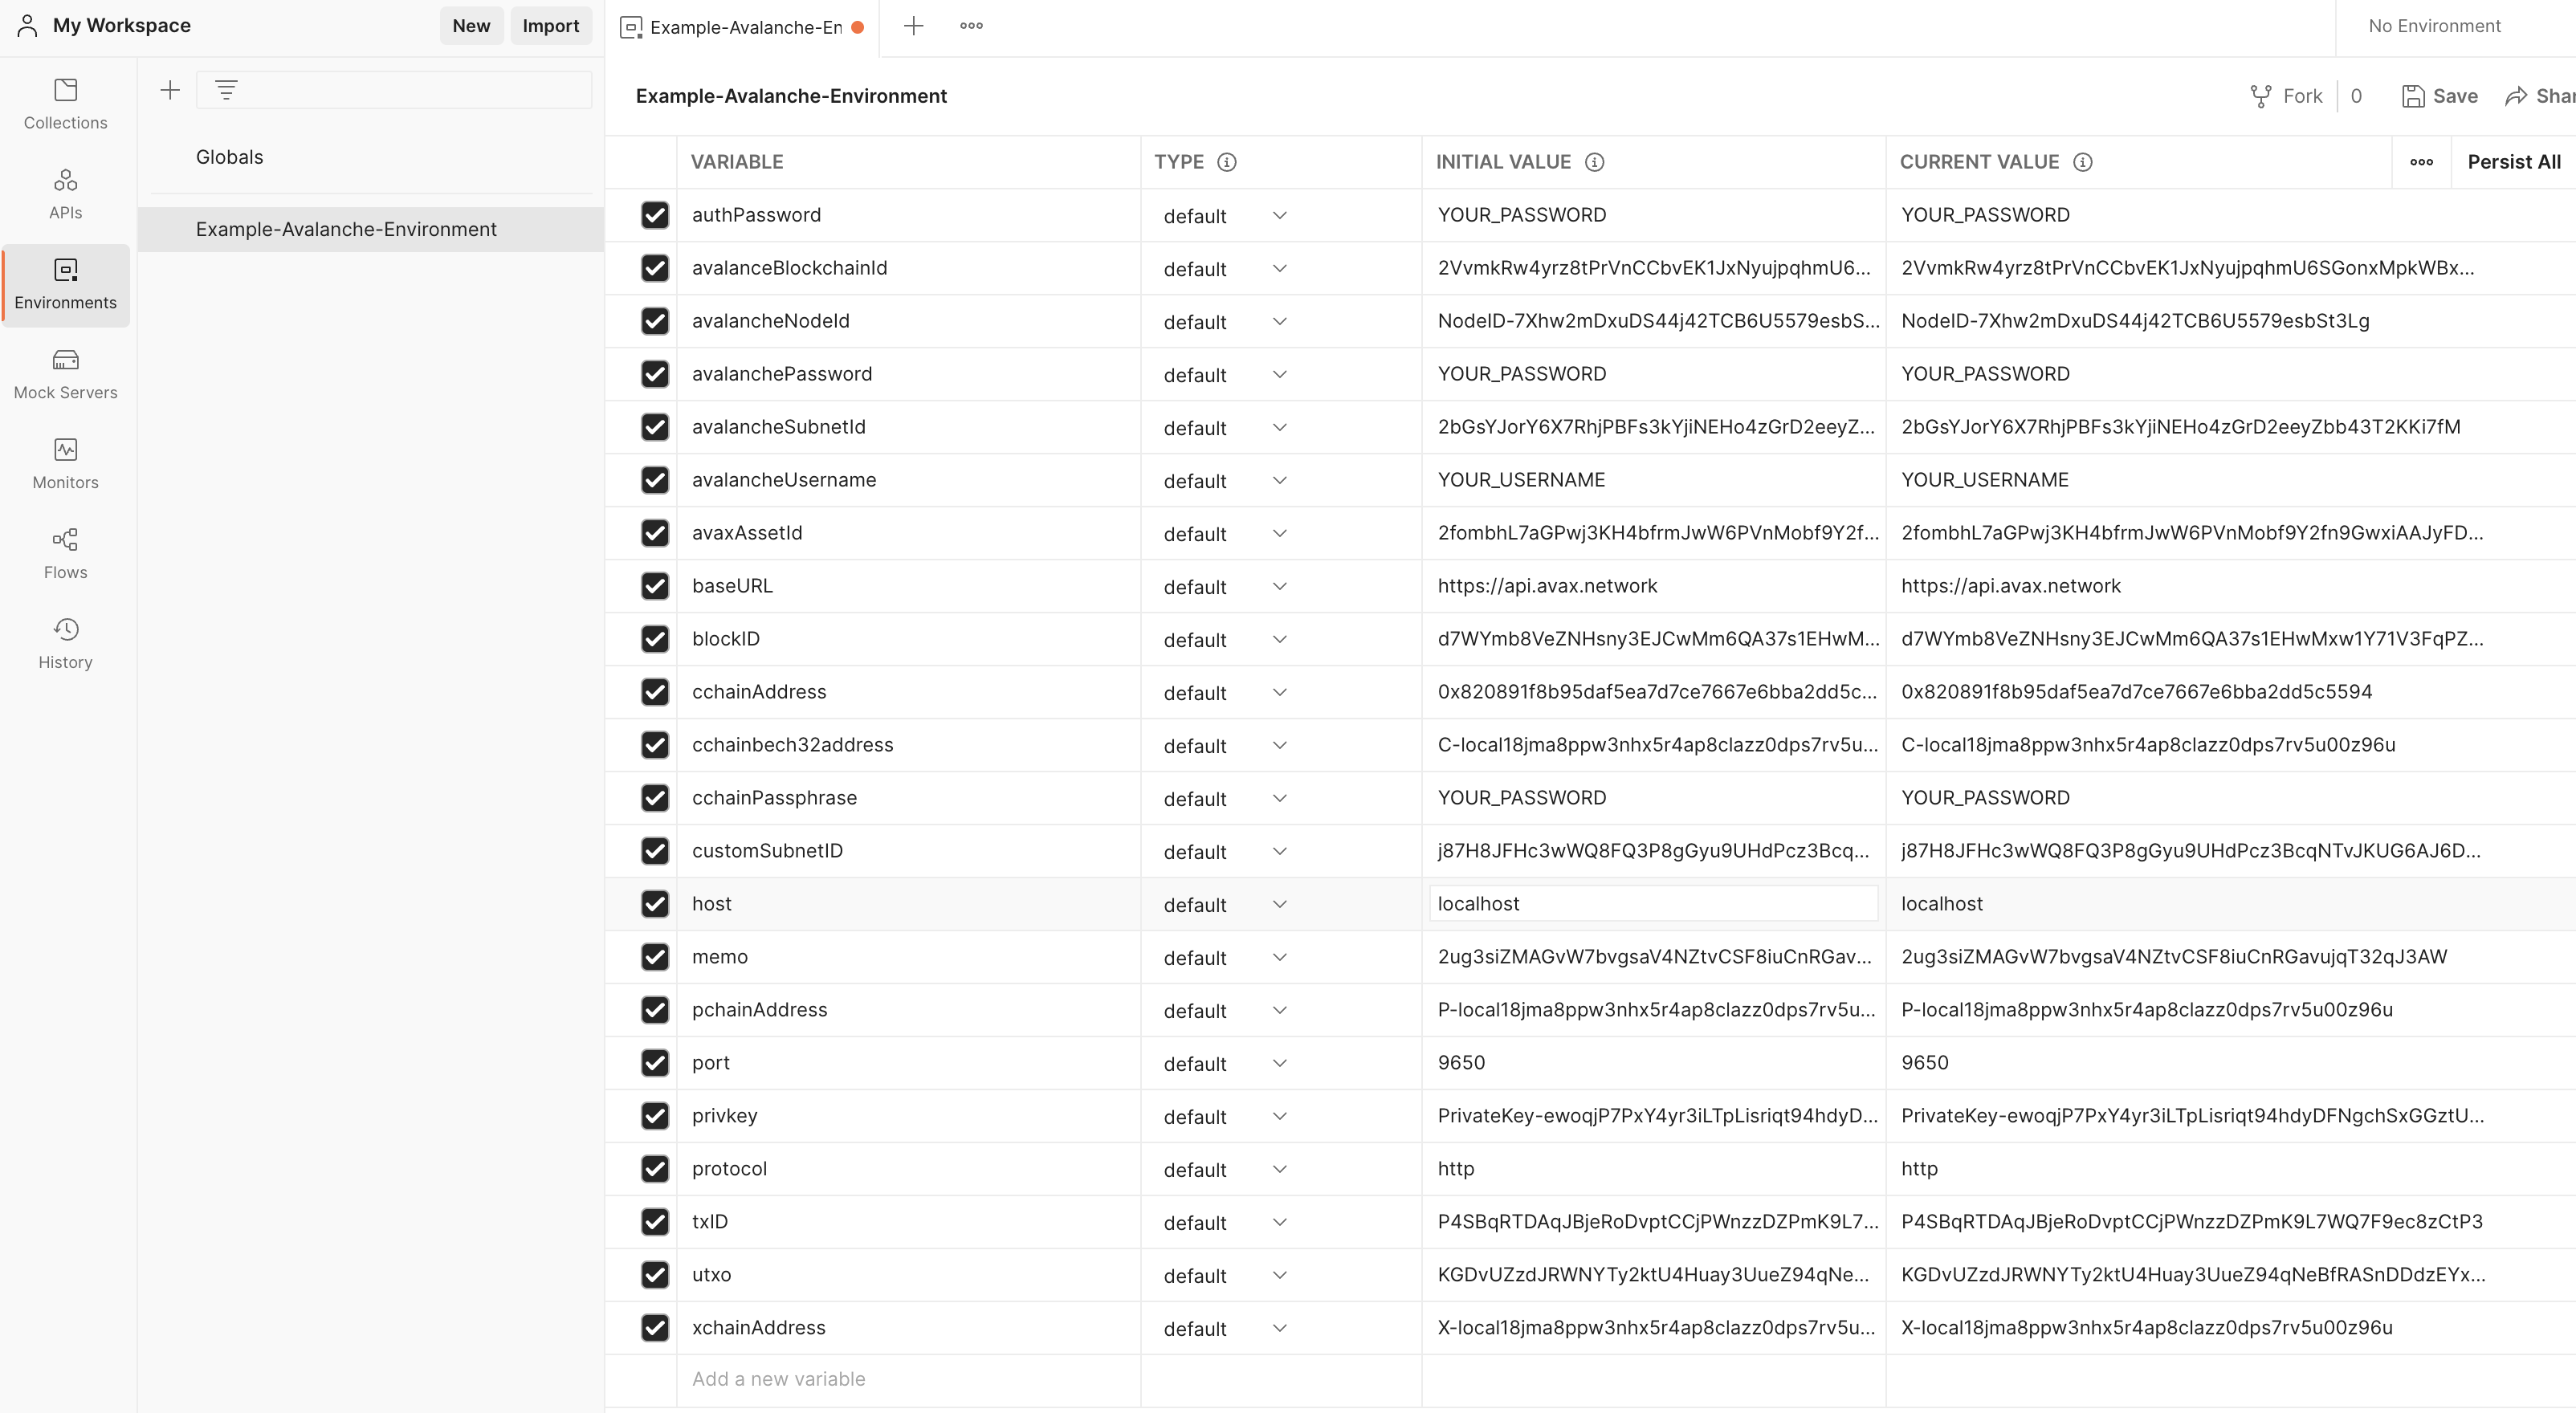 My Workspace New Import Example-Avalanche-En No Environment
Collections
APIs
Environments
Mock Servers
Monitors
Flows
History
Globals
Example-Avalanche-Environment
Example-Avalanche-Environment Fork 0 Save Shar
VARIABLE TYPE INITIAL VALUE CURRENT VALUE Persist All
authPassword default YOUR_PASSWORD YOUR_PASSWORD
avalanceBlockchainId default 2VvmkRw4yrz8tPrVnCCbvEK1JxNyujpqhmU6... 2VvmkRw4yrz8tPrVnCCbvEK1JxNyujpqhmU6SGonxMpkWBx...
avalancheNodeId default NodeID-7Xhw2mDxuDS44j42TCB6U5579esbS... NodeID-7Xhw2mDxuDS44j42TCB6U5579esbSt3Lg
avalanchePassword default YOUR_PASSWORD YOUR_PASSWORD
avalancheSubnetId default 2bGsYJorY6X7RhjPBFs3kYjiNEHo4zGrD2eeyZ... 2bGsYJorY6X7RhjPBFs3kYjiNEHo4zGrD2eeyZbb43T2KKi7fM
avalancheUsername default YOUR_USERNAME YOUR_USERNAME
avaxAssetId default 2fombhL7aGPwj3KH4bfrmJwW6PVnMobf9Y2f... 2fombhL7aGPwj3KH4bfrmJwW6PVnMobf9Y2fn9GwxiAAJyFD...
baseURL default https://api.avax.network https://api.avax.network
blockID default d7WYmb8VeZNHsny3EJCwMm6QA37s1EHwM... d7WYmb8VeZNHsny3EJCwMm6QA37s1EHwMxw1Y71V3FqPZ...
cchainAddress default 0x820891f8b95daf5ea7d7ce7667e6bba2dd5c... 0x820891f8b95daf5ea7d7ce7667e6bba2dd5c5594
cchainbech32address default C-local18jma8ppw3nhx5r4ap8clazz0dps7rv5u... C-local18jma8ppw3nhx5r4ap8clazz0dps7rv5u00z96u
cchainPassphrase default YOUR_PASSWORD YOUR_PASSWORD
customSubnetID default j87H8JFHc3wWQ8FQ3P8gGyu9UHdPcz3Bcq... j87H8JFHc3wWQ8FQ3P8gGyu9UHdPcz3BcqNTvJKUG6AJ6D...
host default localhost localhost
memo default 2ug3siZMAGvW7bvgsaV4NZtvCSF8iuCnRGav... 2ug3siZMAGvW7bvgsaV4NZtvCSF8iuCnRGavujqT32qJ3AW
pchainAddress default P-local18jma8ppw3nhx5r4ap8clazz0dps7rv5u... P-local18jma8ppw3nhx5r4ap8clazz0dps7rv5u00z96u
port default 9650 9650
privkey default PrivateKey-ewoqjP7PxY4yr3iLTpLisriqt94hdyD... PrivateKey-ewoqjP7PxY4yr3iLTpLisriqt94hdyDFNgchSxGGztU...
protocol default http http
txID default P4SBqRTDAqJBjeRoDvptCCjPWnzzDZPmK9L7... P4SBqRTDAqJBjeRoDvptCCjPWnzzDZPmK9L7WQ7F9ec8zCtP3
utxo default KGDvUZzdJRWNYTy2ktU4Huay3UueZ94qNe... KGDvUZzdJRWNYTy2ktU4Huay3UueZ94qNeBfRASnDDdzEYx...
xchainAddress default X-local18jma8ppw3nhx5r4ap8clazz0dps7rv5u... X-local18jma8ppw3nhx5r4ap8clazz0dps7rv5u00z96u
Add a new variable